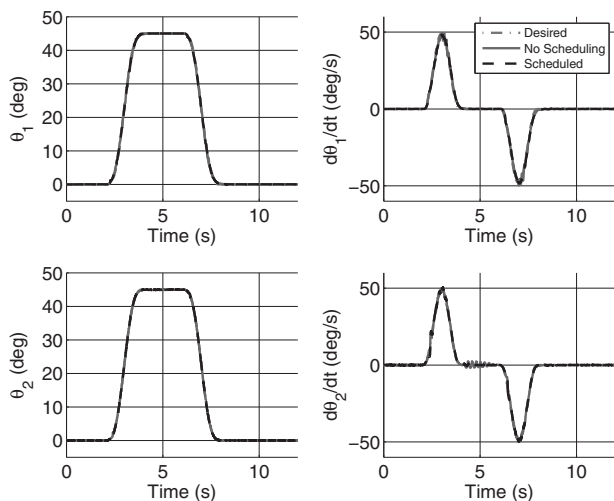 50
40
30
20
10
0
θ1 (deg)
0 5 10
Time (s)
50
0
−50
dθ1/dt (deg/s)
Desired
No Scheduling
Scheduled
0 5 10
Time (s)
50
40
30
20
10
0
θ2 (deg)
0 5 10
Time (s)
50
0
−50
dθ2/dt (deg/s)
0 5 10
Time (s)